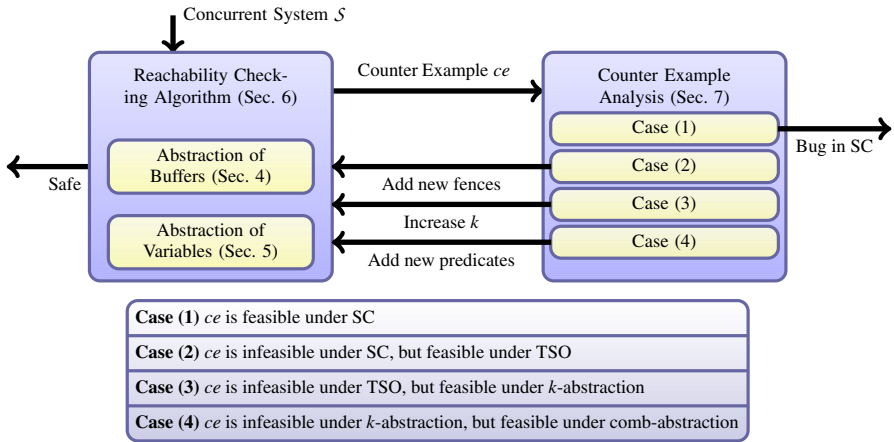 Concurrent System 𝒮
Reachability Check-
ing Algorithm (Sec. 6)
Abstraction of
Buffers (Sec. 4)
Abstraction of
Variables (Sec. 5)
Safe
Counter Example ce
Add new fences
Increase k
Add new predicates
Counter Example
Analysis (Sec. 7)
Case (1)
Case (2)
Case (3)
Case (4)
Bug in SC
Case (1) ce is feasible under SC
Case (2) ce is infeasible under SC, but feasible under TSO
Case (3) ce is infeasible under TSO, but feasible under k-abstraction
Case (4) ce is infeasible under k-abstraction, but feasible under comb-abstraction